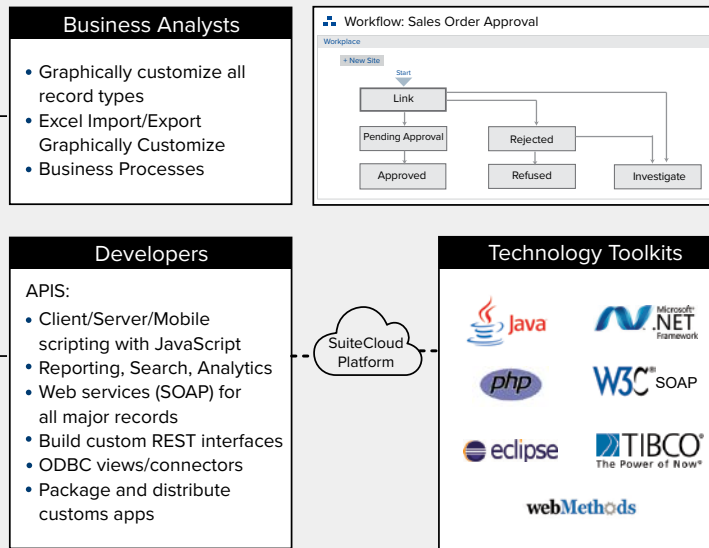 Business Analysts
• Graphically customize all
record types
• Excel Import/Export
Graphically Customize
• Business Processes
Workflow: Sales Order Approval
Workplace
+ New Site
Start
Link
Pending Approval
Rejected
Approved
Refused
Investigate
Developers
APIS:
• Client/Server/Mobile
scripting with JavaScript
• Reporting, Search, Analytics
• Web services (SOAP) for
all major records
• Build custom REST interfaces
• ODBC views/connectors
• Package and distribute
customs apps
SuiteCloud
Platform
Technology Toolkits
Java
Microsoft®
.NET
Framework
php
W3C® SOAP
eclipse
TIBCO®
The Power of Now®
webMethods